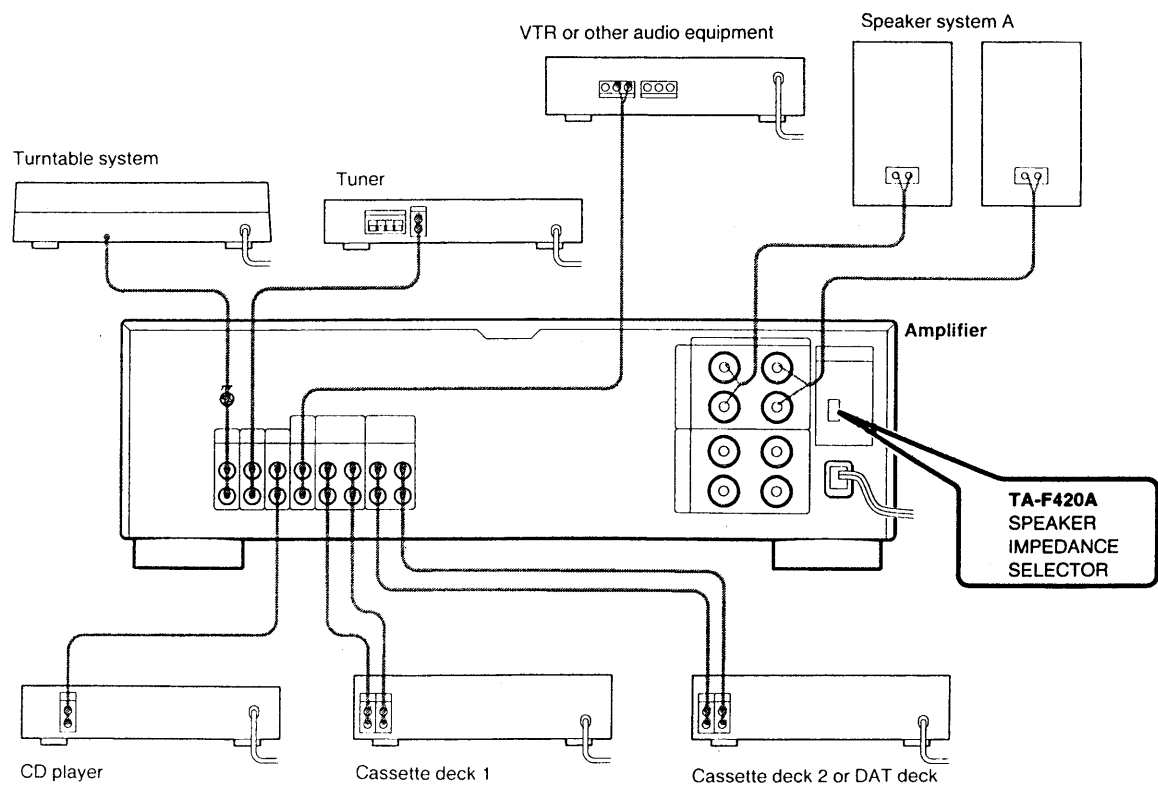 Speaker system A
VTR or other audio equipment
Turntable system
Tuner
Amplifier
TA-F420A
SPEAKER
IMPEDANCE
SELECTOR
CD player
Cassette deck 1
Cassette deck 2 or DAT deck